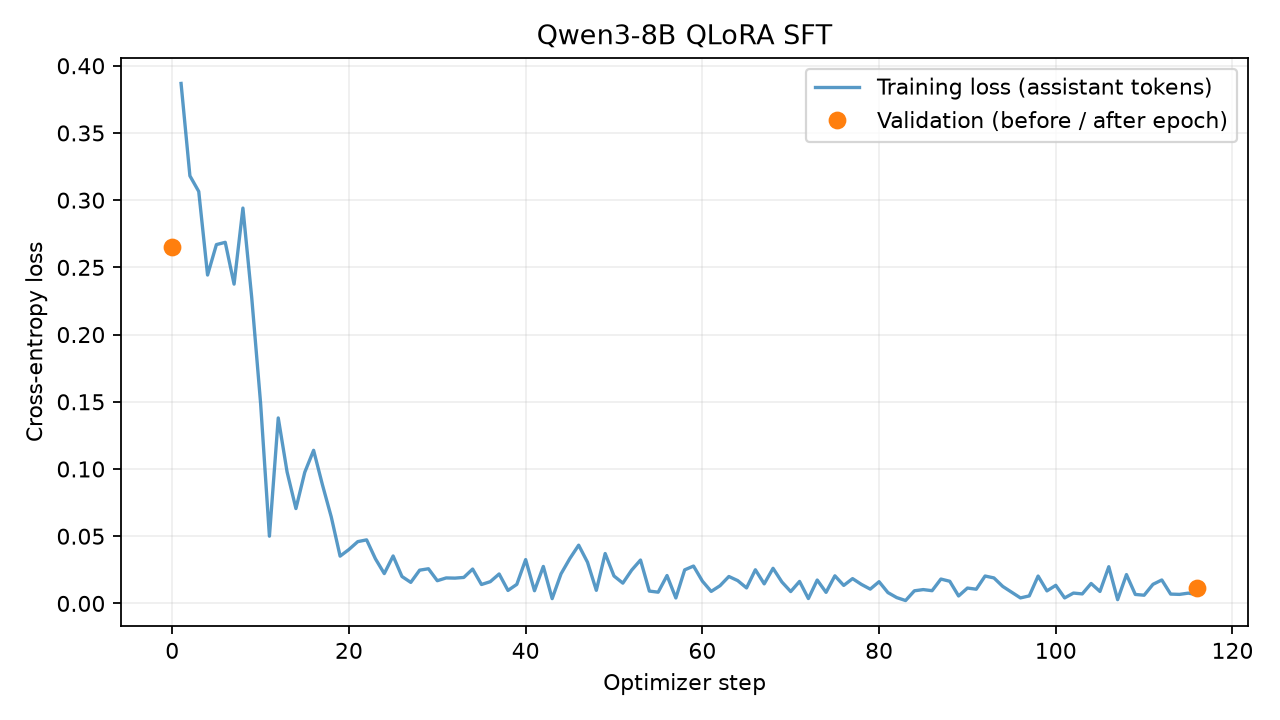 Qwen3-8B QLoRA SFT
Training loss (assistant tokens)
Validation (before / after epoch)
Cross-entropy loss
0.40
0.35
0.30
0.25
0.20
0.15
0.10
0.05
0.00
0 20 40 60 80 100 120
Optimizer step